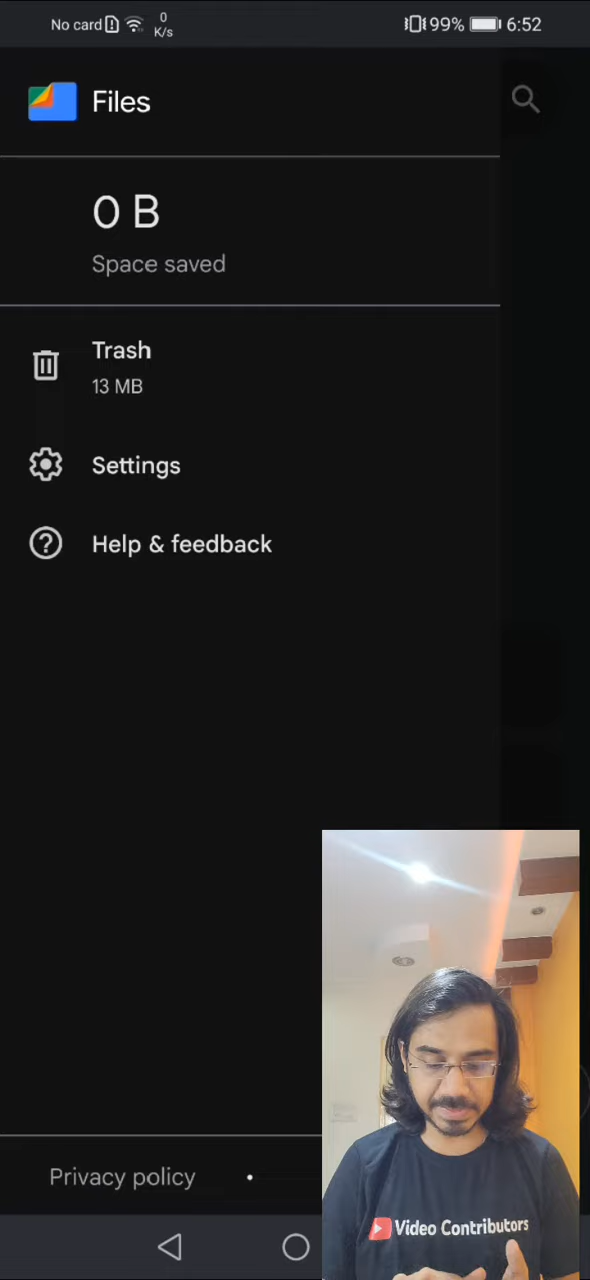 No card
0
K/s
99%
6:52
Files
0 B
Space saved
Trash
13 MB
Settings
Help & feedback
Privacy policy
Video Contributors